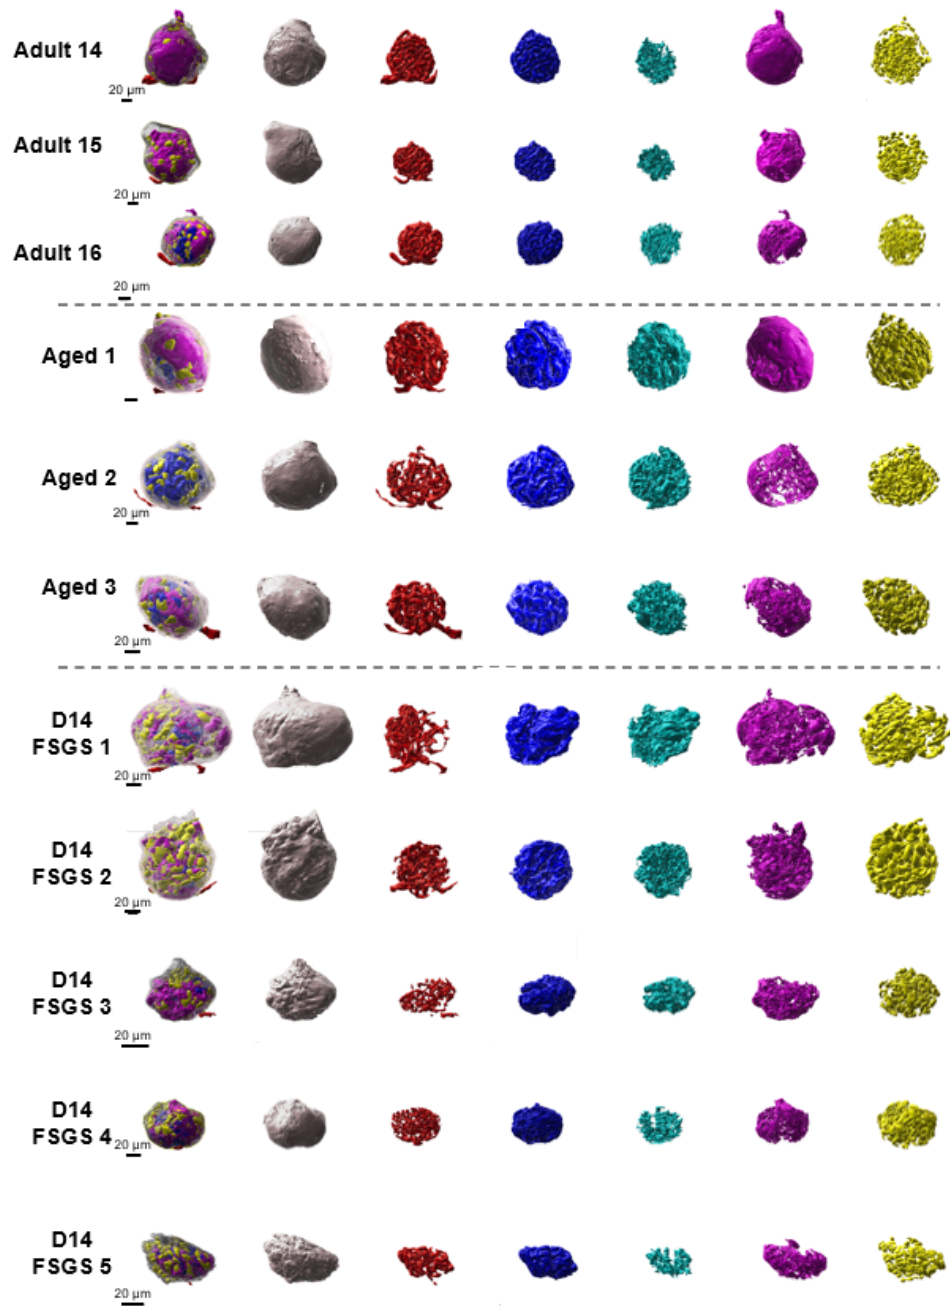 Adult 14
20 µm
Adult 15
20 µm
Adult 16
20 µm
Aged 1
Aged 2
20 µm
Aged 3
20 µm
D14
FSGS 1
20 µm
D14
FSGS 2
20 µm
D14
FSGS 3
20 µm
D14
FSGS 4
20 µm
D14
FSGS 5
20 µm